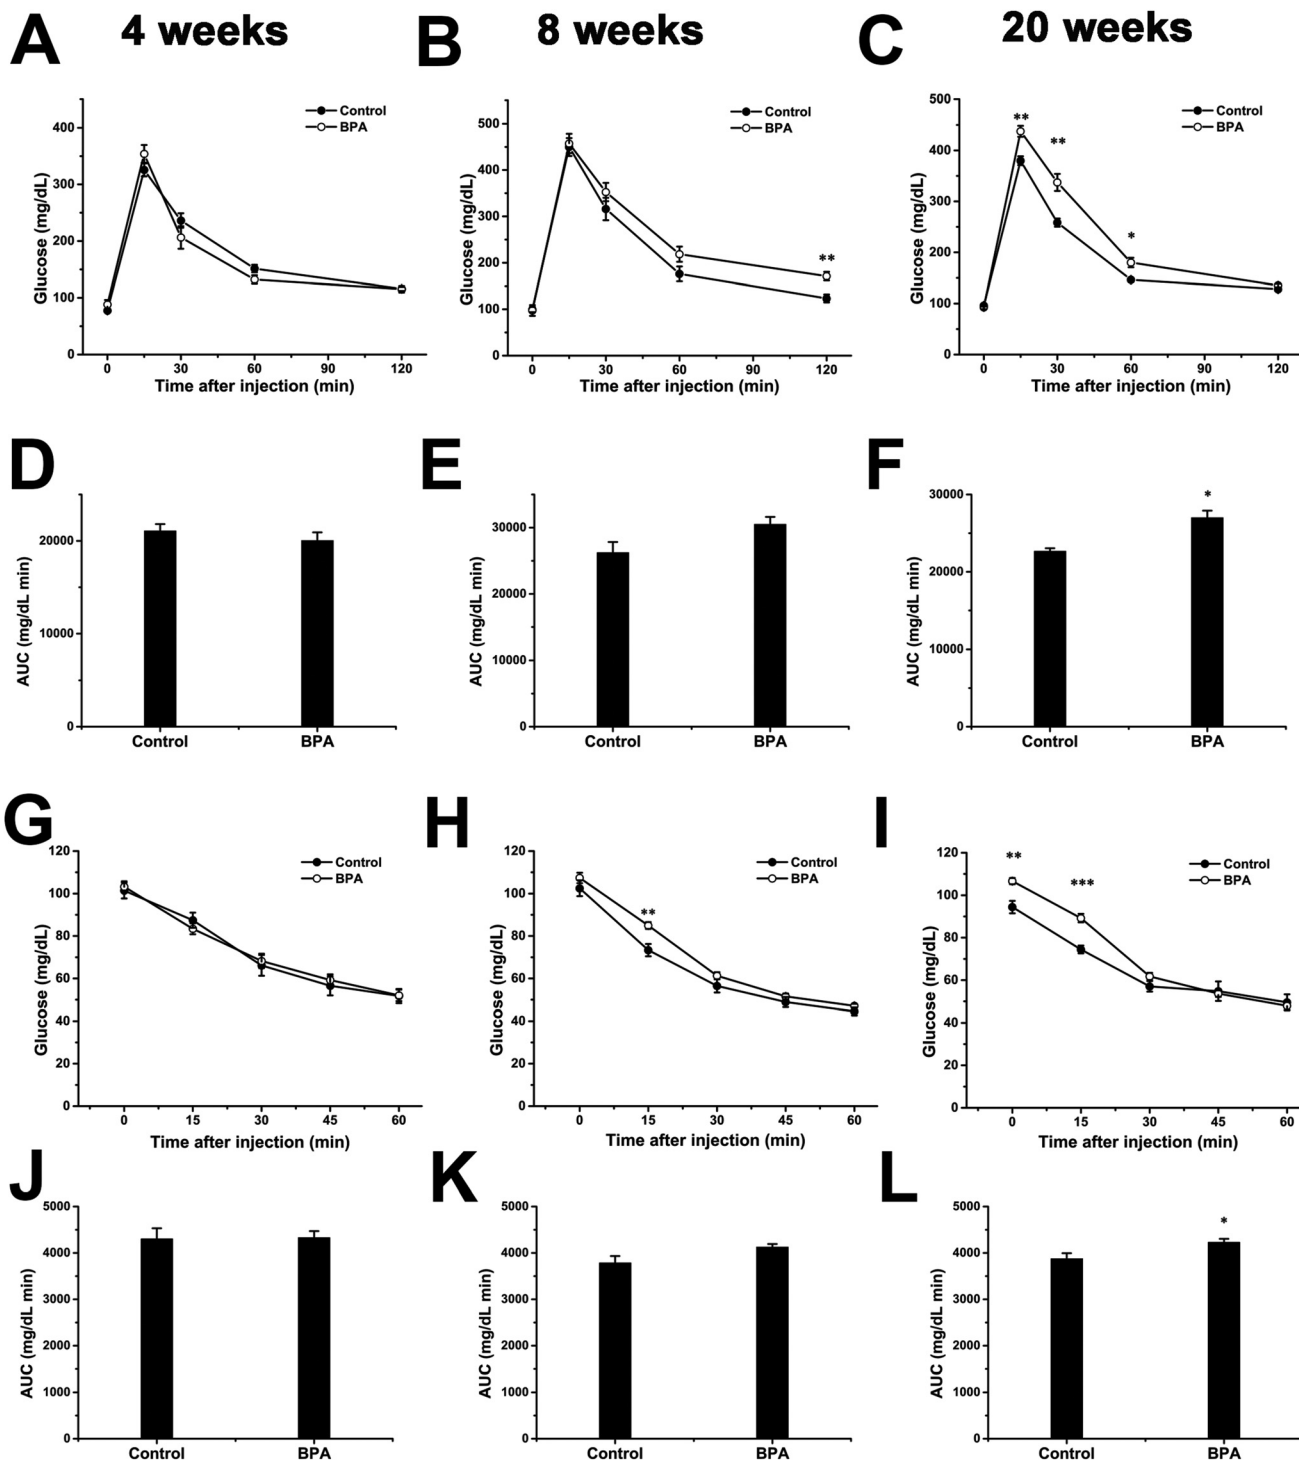 A 4 weeks B 8 weeks C 20 weeks
Control
BPA
Glucose (mg/dL)
400
300
200
100
0
0 30 60 90 120
Time after injection (min)
Control
BPA
Glucose (mg/dL)
500
400
300
200
100
0
**
0 30 60 90 120
Time after injection (min)
Control
BPA
Glucose (mg/dL)
500
400
300
200
100
0
**
**
*
0 30 60 90 120
Time after injection (min)
D
AUC (mg/dL min)
20000
10000
0
Control BPA
E
AUC (mg/dL min)
30000
20000
10000
0
Control BPA
F
AUC (mg/dL min)
30000
20000
10000
0
*
Control BPA
G
Control
BPA
Glucose (mg/dL)
120
100
80
60
40
20
0
0 15 30 45 60
Time after injection (min)
H
Control
BPA
Glucose (mg/dL)
120
100
80
60
40
20
0
**
0 15 30 45 60
Time after injection (min)
I
Control
BPA
Glucose (mg/dL)
120
100
80
60
40
20
0
**
***
0 15 30 45 60
Time after injection (min)
J
AUC (mg/dL min)
5000
4000
3000
2000
1000
0
Control BPA
K
AUC (mg/dL min)
5000
4000
3000
2000
1000
0
Control BPA
L
AUC (mg/dL min)
5000
4000
3000
2000
1000
0
*
Control BPA